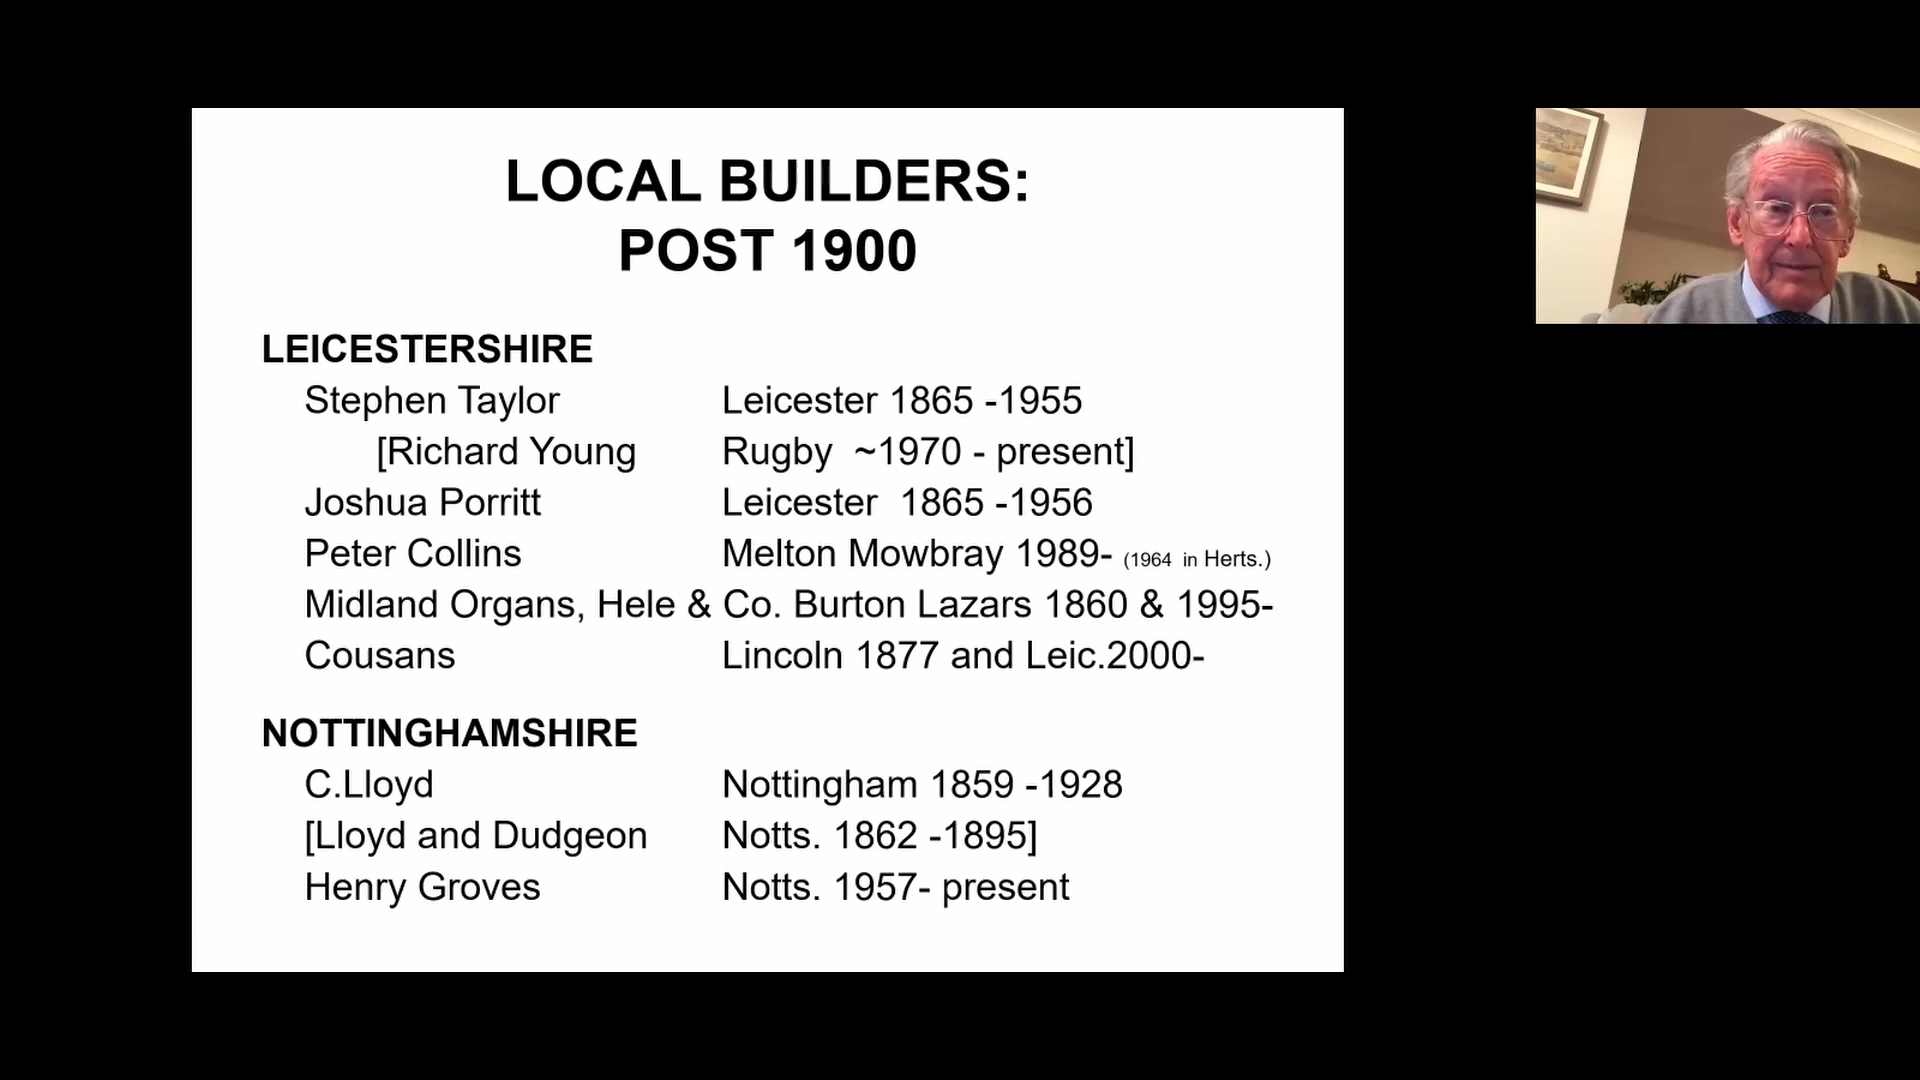 LOCAL BUILDERS:
POST 1900
LEICESTERSHIRE
Stephen Taylor Leicester 1865 -1955
[Richard Young Rugby ~1970 - present]
Joshua Porritt Leicester 1865 -1956
Peter Collins Melton Mowbray 1989- (1964 in Herts.)
Midland Organs, Hele & Co. Burton Lazars 1860 & 1995-
Cousans Lincoln 1877 and Leic.2000-
NOTTINGHAMSHIRE
C.Lloyd Nottingham 1859 -1928
[Lloyd and Dudgeon Notts. 1862 -1895]
Henry Groves Notts. 1957- present